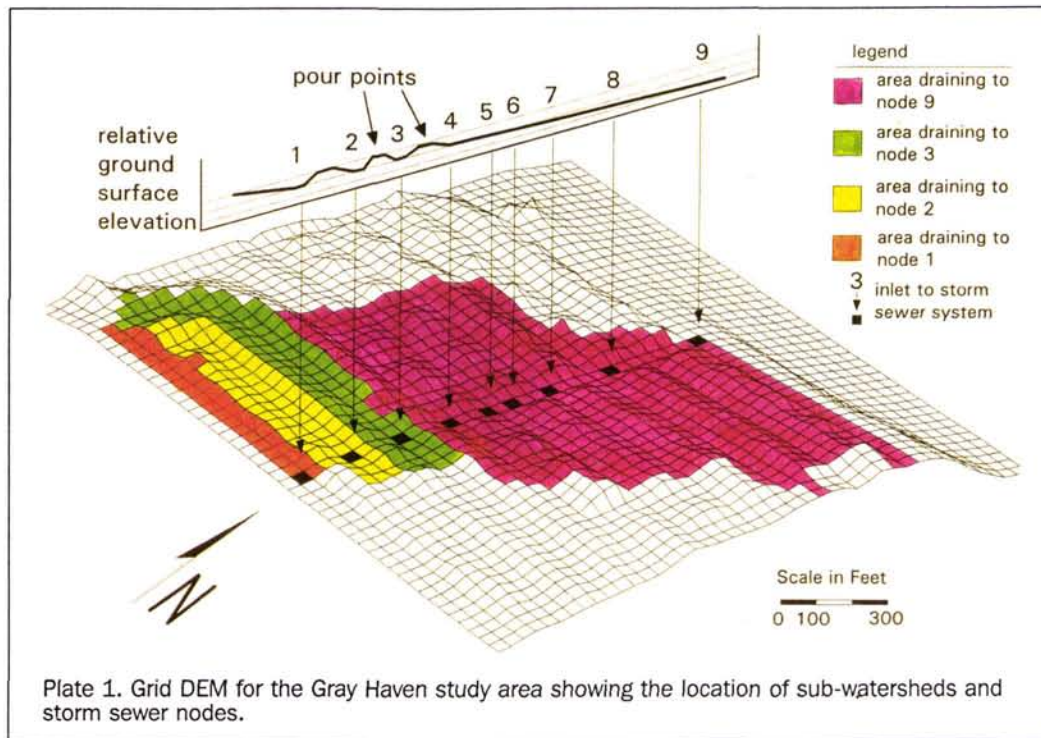 pour points
relative
ground
surface
elevation
1
2
3
4
5
6
7
8
9
legend
area draining to
node 9
area draining to
node 3
area draining to
node 2
area draining to
node 1
3 inlet to storm
sewer system
N
Scale in Feet
0 100 300
Plate 1. Grid DEM for the Gray Haven study area showing the location of sub-watersheds and
storm sewer nodes.